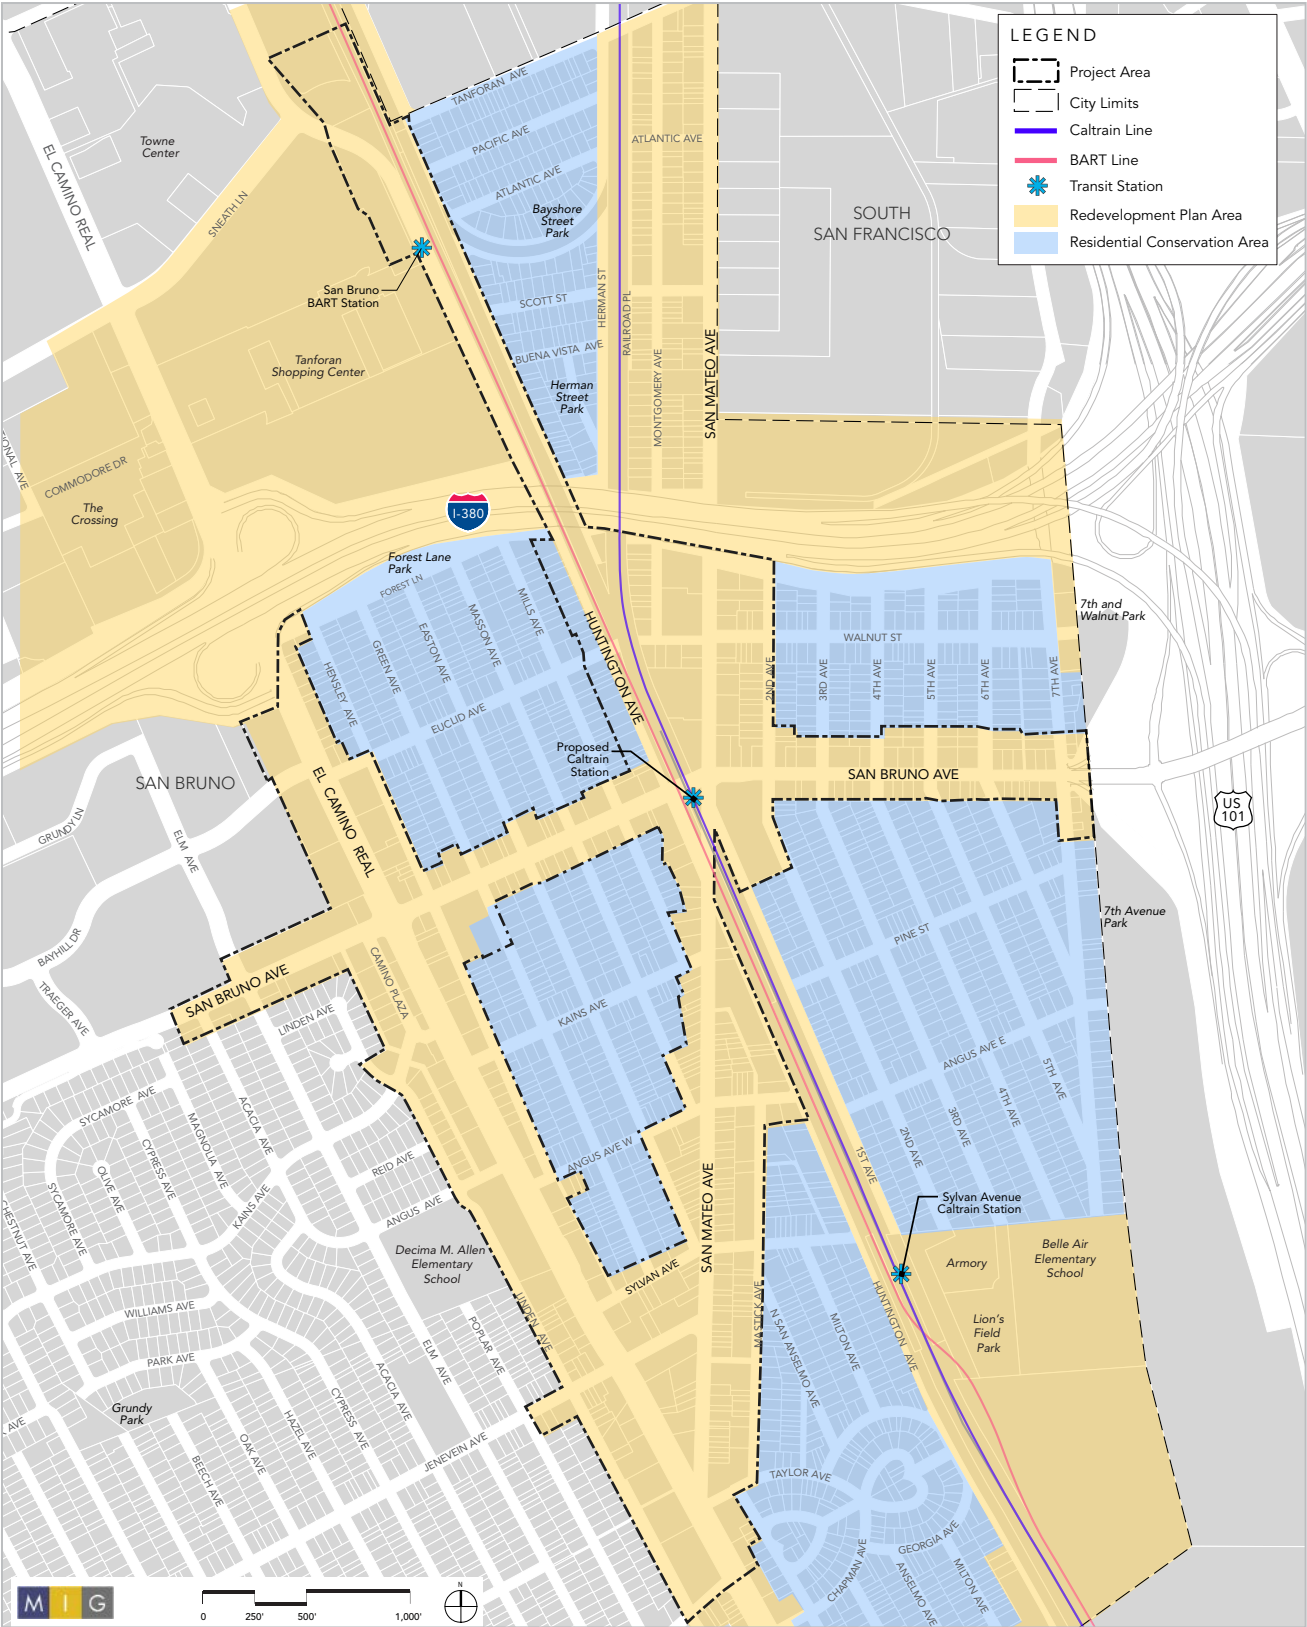 LEGEND
Project Area
City Limits
Caltrain Line
BART Line
Transit Station
Redevelopment Plan Area
Residential Conservation Area
TANFORAN AVE
PACIFIC AVE
ATLANTIC AVE
ATLANTIC AVE
Towne
Center
EL CAMINO REAL
SNEATH LN
Bayshore
Street
Park
SOUTH
SAN FRANCISCO
San Bruno
BART Station
SCOTT ST
HERMAN ST
RAILROAD PL
BUENA VISTA AVE
MONTGOMERY AVE
SAN MATEO AVE
Tanforan
Shopping Center
Herman
Street
Park
IONAL AVE
COMMODORE DR
The
Crossing
I-380
Forest Lane
Park
FOREST LN
MILLS AVE
MASSON AVE
EASTON AVE
GREEN AVE
HENSLEY AVE
EUCLID AVE
HUNTINGTON AVE
7th and
Walnut Park
WALNUT ST
2ND AVE
3RD AVE
4TH AVE
5TH AVE
6TH AVE
7TH AVE
Proposed
Caltrain
Station
SAN BRUNO
SAN BRUNO AVE
EL CAMINO REAL
US
101
GRUNDY LN
ELM AVE
BAYHILL DR
TRAEGER AVE
SAN BRUNO AVE
CAMINO PLAZA
7th Avenue
Park
PINE ST
LINDEN AVE
KAINS AVE
ANGUS AVE E
5TH AVE
4TH AVE
3RD AVE
2ND AVE
1ST AVE
SYCAMORE AVE
ACACIA AVE
MAGNOLIA AVE
CYPRESS AVE
OLIVE AVE
SYCAMORE AVE
CHESTNUT AVE
KAINS AVE
REID AVE
ANGUS AVE
ANGUS AVE W
SAN MATEO AVE
Sylvan Avenue
Caltrain Station
Decima M. Allen
Elementary
School
SYLVAN AVE
Armory
Belle Air
Elementary
School
Lion's
Field
Park
WILLIAMS AVE
PARK AVE
LINDEN AVE
POPLAR AVE
ELM AVE
ACACIA AVE
CYPRESS AVE
HAZEL AVE
OAK AVE
BEECH AVE
MASTICK AVE
N SAN ANSELMO AVE
MILTON AVE
HUNTINGTON AVE
Grundy
Park
AVE
JENEVEIN AVE
TAYLOR AVE
GEORGIA AVE
CHAPMAN AVE
ANSELMO AVE
MILTON AVE
M I G
0 250' 500' 1,000'
N